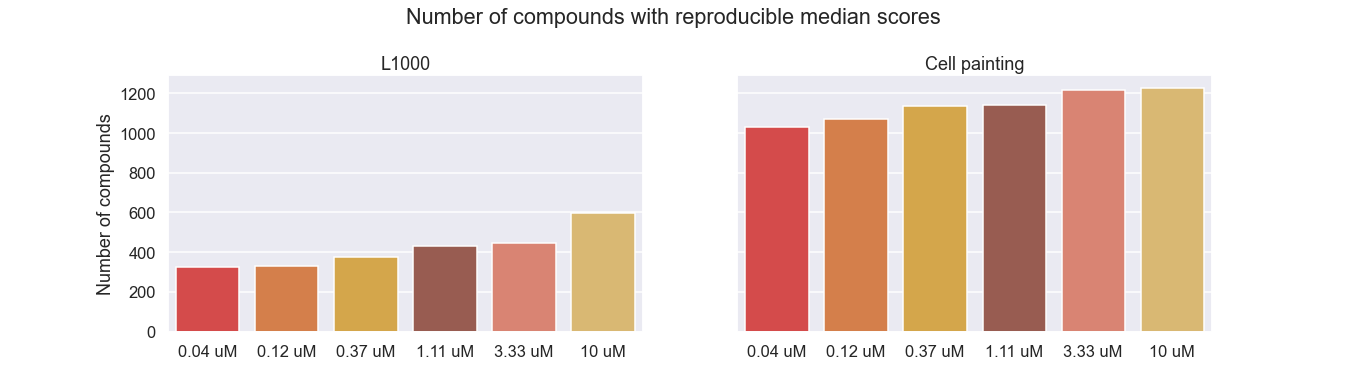 Number of compounds with reproducible median scores
L1000
Number of compounds
1200
1000
800
600
400
200
0
0.04 uM 0.12 uM 0.37 uM 1.11 uM 3.33 uM 10 uM
Cell painting
0.04 uM 0.12 uM 0.37 uM 1.11 uM 3.33 uM 10 uM